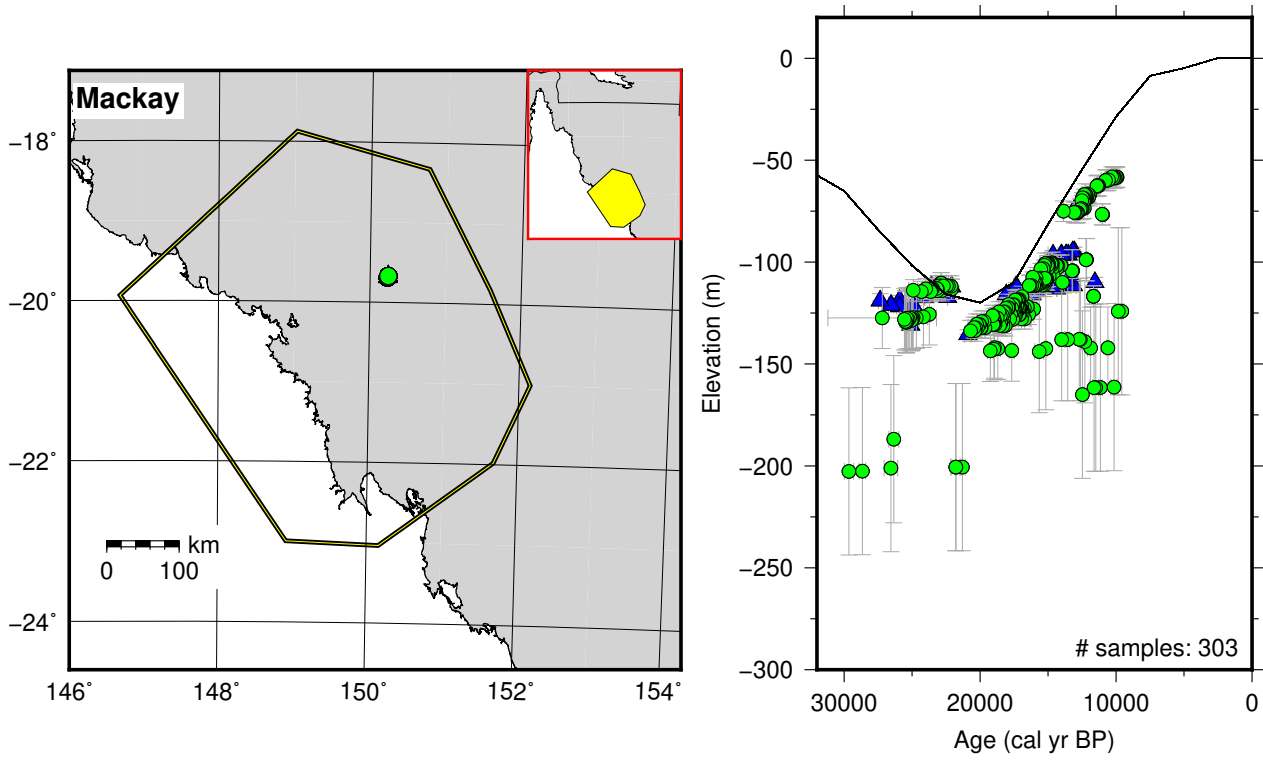 Mackay
−18˚
−20˚
−22˚
−24˚
km
0 100
146˚ 148˚ 150˚ 152˚ 154˚
0
−50
−100
−150
−200
−250
−300
Elevation (m)
# samples: 303
30000 20000 10000 0
Age (cal yr BP)